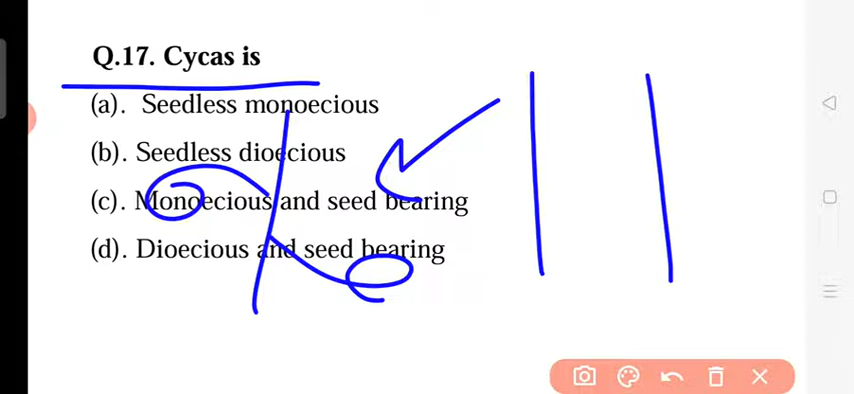 Q.17. Cycas is
(a). Seedless monoecious
(b). Seedless dioecious
(c). Monoecious and seed bearing
(d). Dioecious and seed bearing